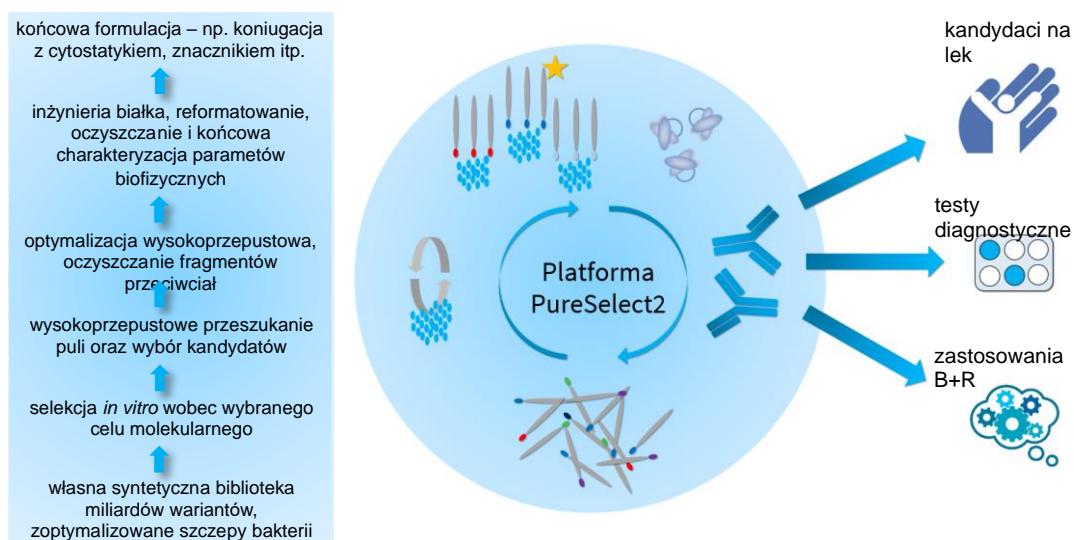 końcowa formulacja – np. koniugacja
z cytostatykiem, znacznikiem itp.
inżynieria białka, reformatowanie,
oczyszczanie i końcowa
charakteryzacja parametów
biofizycznych
optymalizacja wysokoprzepustowa,
oczyszczanie fragmentów
przeciwciał
wysokoprzepustowe przeszukanie
puli oraz wybór kandydatów
selekcja in vitro wobec wybranego
celu molekularnego
własna syntetyczna biblioteka
miliardów wariantów,
zoptymalizowane szczepy bakterii
Platforma
PureSelect2
kandydaci na
lek
testy
diagnostyczne
zastosowania
B+R